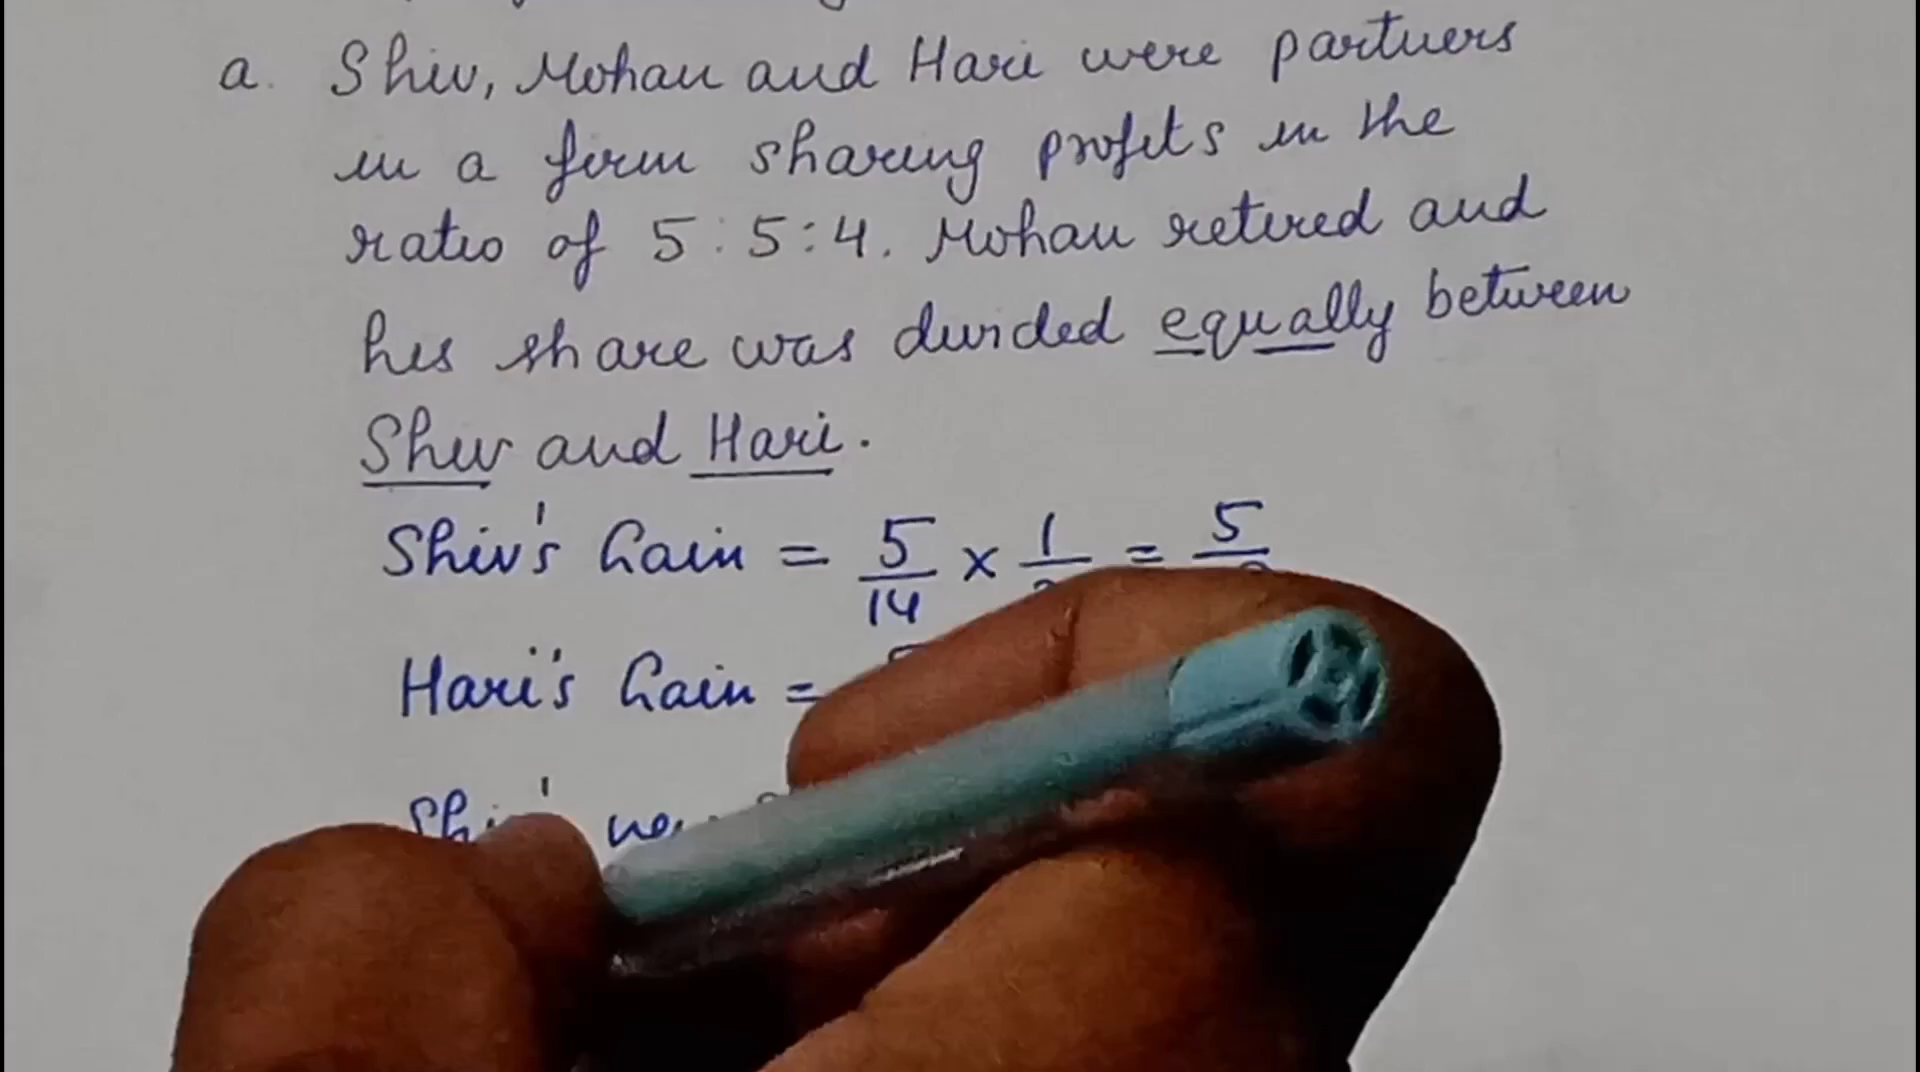 a. Shiv, Mohan and Hari were partners
in a firm sharing profits in the
ratio of 5:5:4. Mohan retired and
his share was divided equally between
Shiv and Hari.
Shiv's Gain = 5/14 × 1 = 5
Hari's Gain =